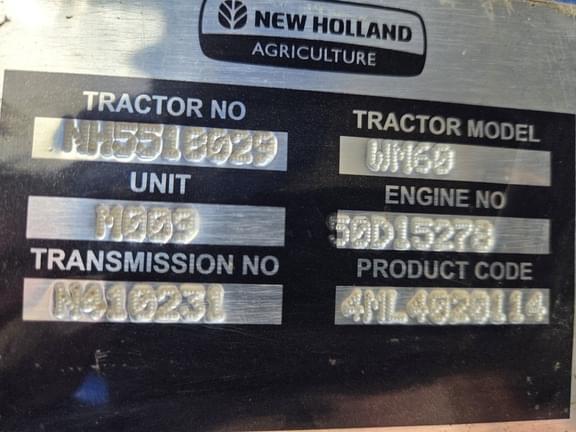 NEW HOLLAND
AGRICULTURE
TRACTOR NO
NH5518029
TRACTOR MODEL
WM60
UNIT
M009
ENGINE NO
50D15278
TRANSMISSION NO
MA10231
PRODUCT CODE
4ML4020114